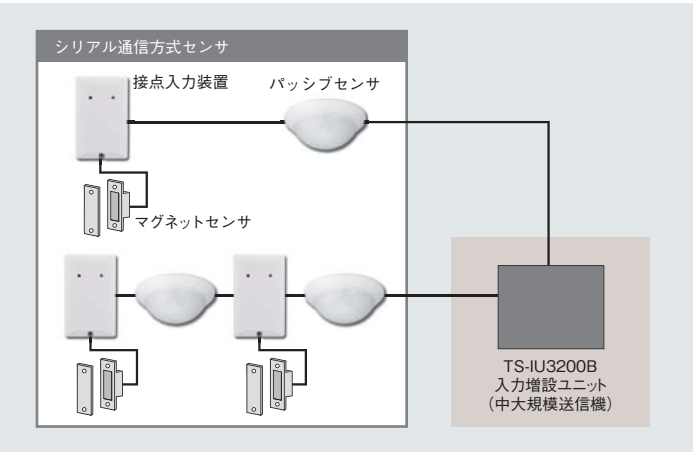 シリアル通信方式センサ
接点入力装置
パッシブセンサ
マグネットセンサ
TS-IU3200B
入力増設ユニット
（中大規模送信機）